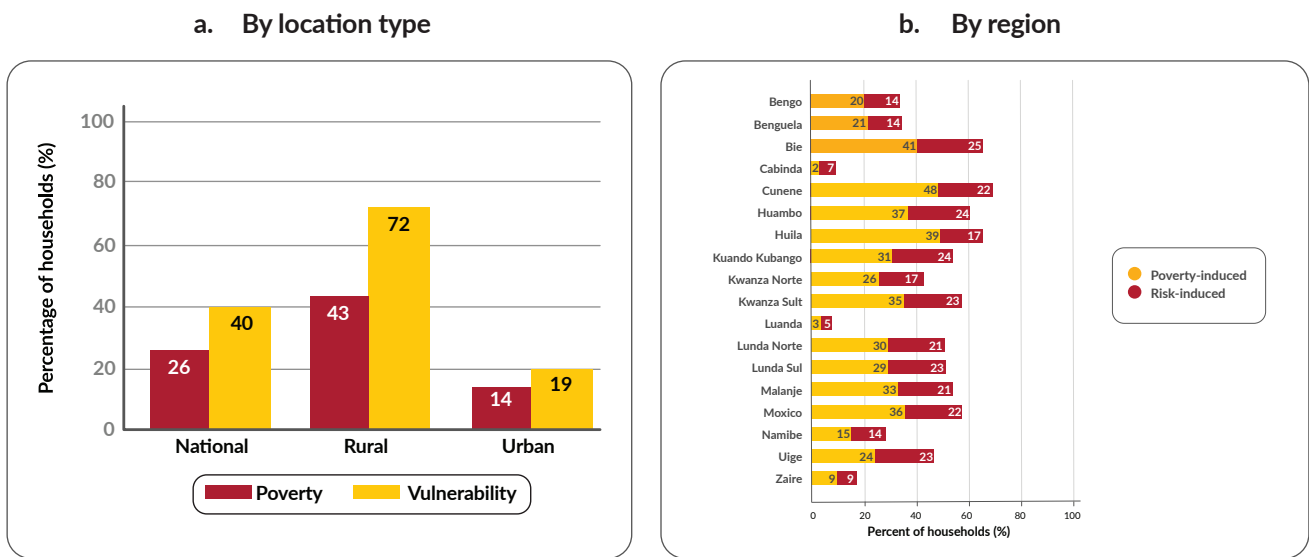 a. By location type
Percentage of households (%)
100
80
60
40
20
0
26
40
43
72
14
19
National
Rural
Urban
Poverty
Vulnerability
b. By region
Bengo 20 14
Benguela 21 14
Bie 41 25
Cabinda 2 7
Cunene 48 22
Huambo 37 24
Huila 39 17
Kuando Kubango 31 24
Kwanza Norte 26 17
Kwanza Sult 35 23
Luanda 3 5
Lunda Norte 30 21
Lunda Sul 29 23
Malanje 33 21
Moxico 36 22
Namibe 15 14
Uige 24 23
Zaire 9 9
0 20 40 60 80 100
Percent of households (%)
Poverty-induced
Risk-induced